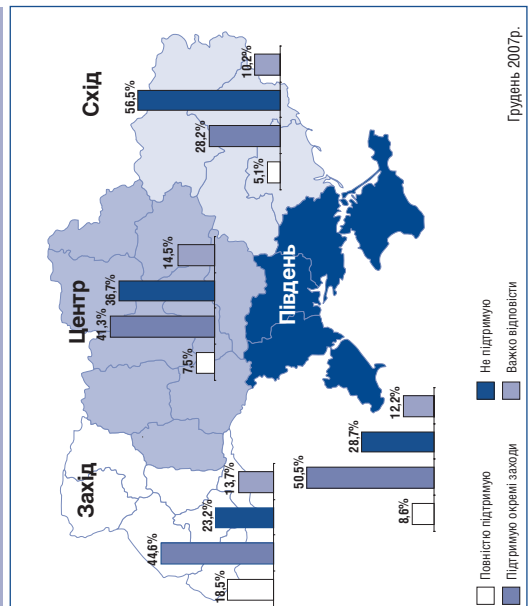 Захід
18,5%
44,6%
23,2%
13,7%
Центр
7,5%
41,3%
36,7%
14,5%
Схід
5,1%
28,2%
56,5%
10,2%
Південь
8,6%
50,5%
28,7%
12,2%
Повністю підтримую
Підтримую окремі заходи
Не підтримую
Важко відповісти
Грудень 2007р.